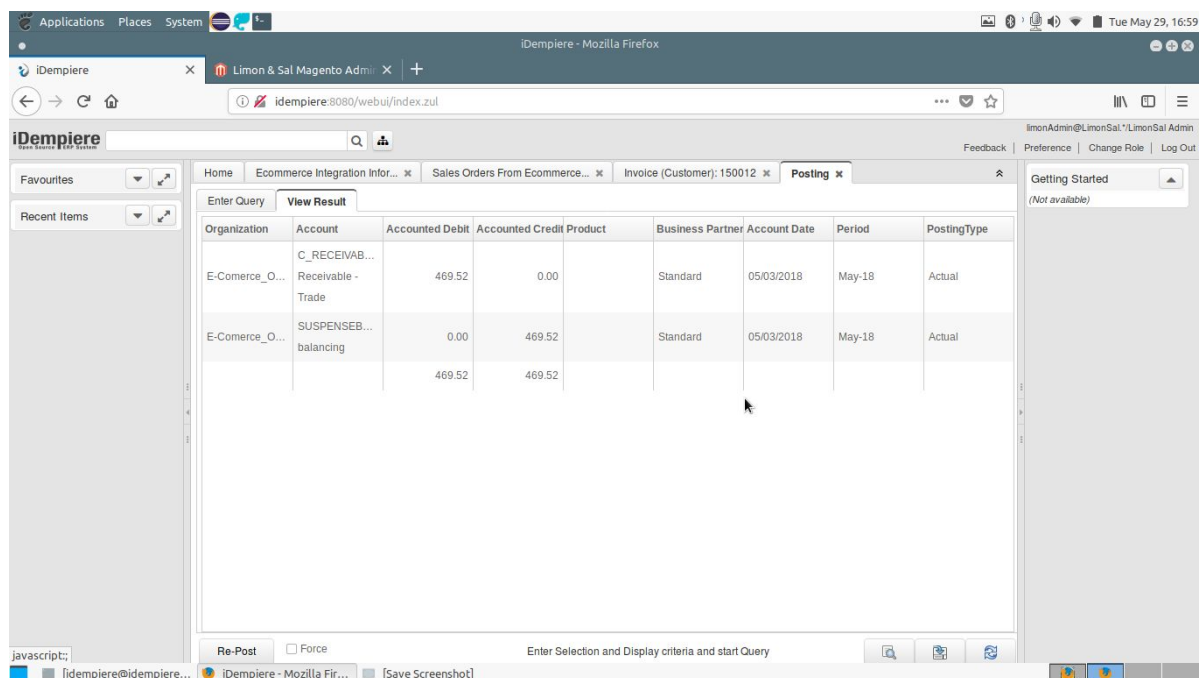 Applications Places System
Tue May 29, 16:59
iDempiere - Mozilla Firefox
iDempiere
Limon & Sal Magento Admi
idempiere:8080/webui/index.zul
limonAdmin@LimonSal.*/LimonSal Admin
iDempiere
Open Source ERP System
Feedback | Preference | Change Role | Log Out
Favourites
Recent Items
Home Ecommerce Integration Infor... Sales Orders From Ecommerce... Invoice (Customer): 150012 Posting
Getting Started
(Not available)
Enter Query View Result
Organization Account Accounted Debit Accounted Credit Product Business Partner Account Date Period PostingType
C_RECEIVAB...
E-Comerce_O... Receivable - 469.52 0.00 Standard 05/03/2018 May-18 Actual
Trade
SUSPENSEB...
E-Comerce_O... 0.00 469.52 Standard 05/03/2018 May-18 Actual
balancing
469.52 469.52
Re-Post Force Enter Selection and Display criteria and start Query
javascript:;
[idempiere@idempiere... iDempiere - Mozilla Fir... [Save Screenshot]